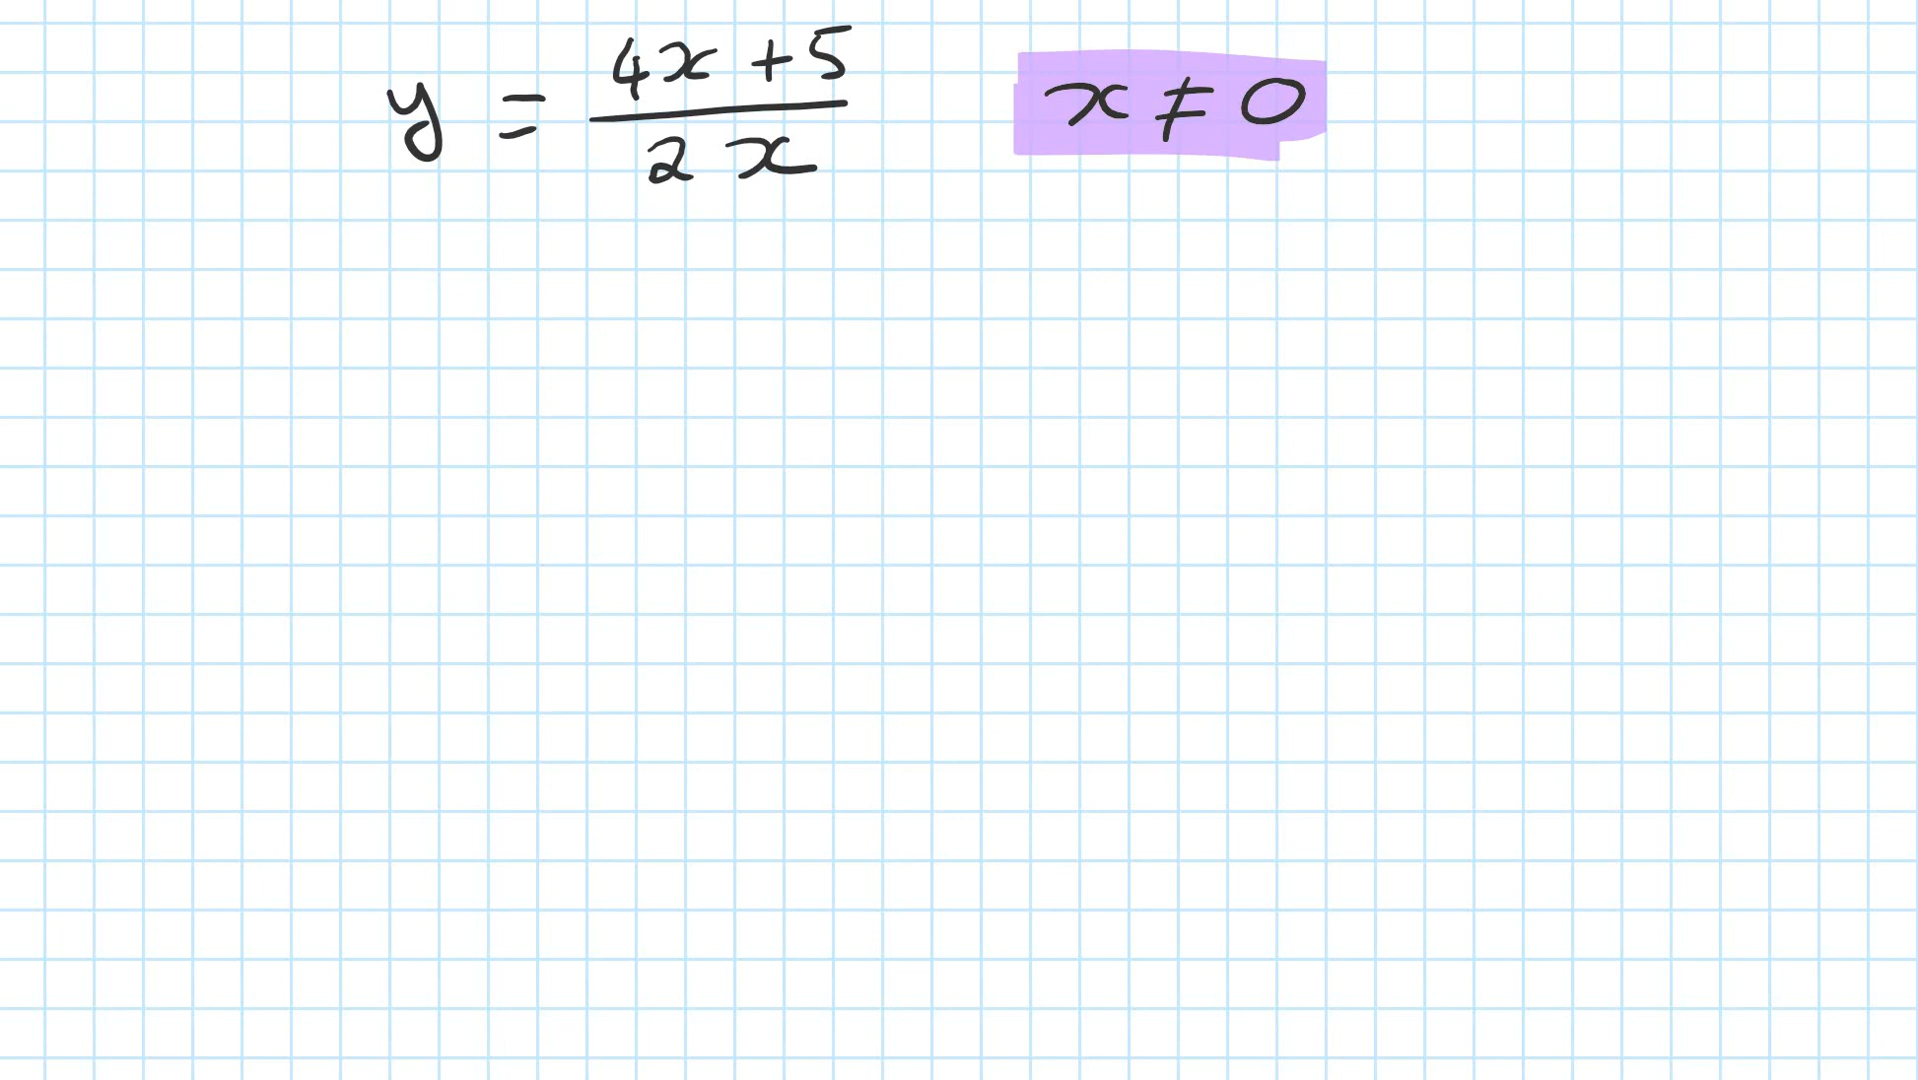 y = (4x + 5) / (2x)    x ≠ 0